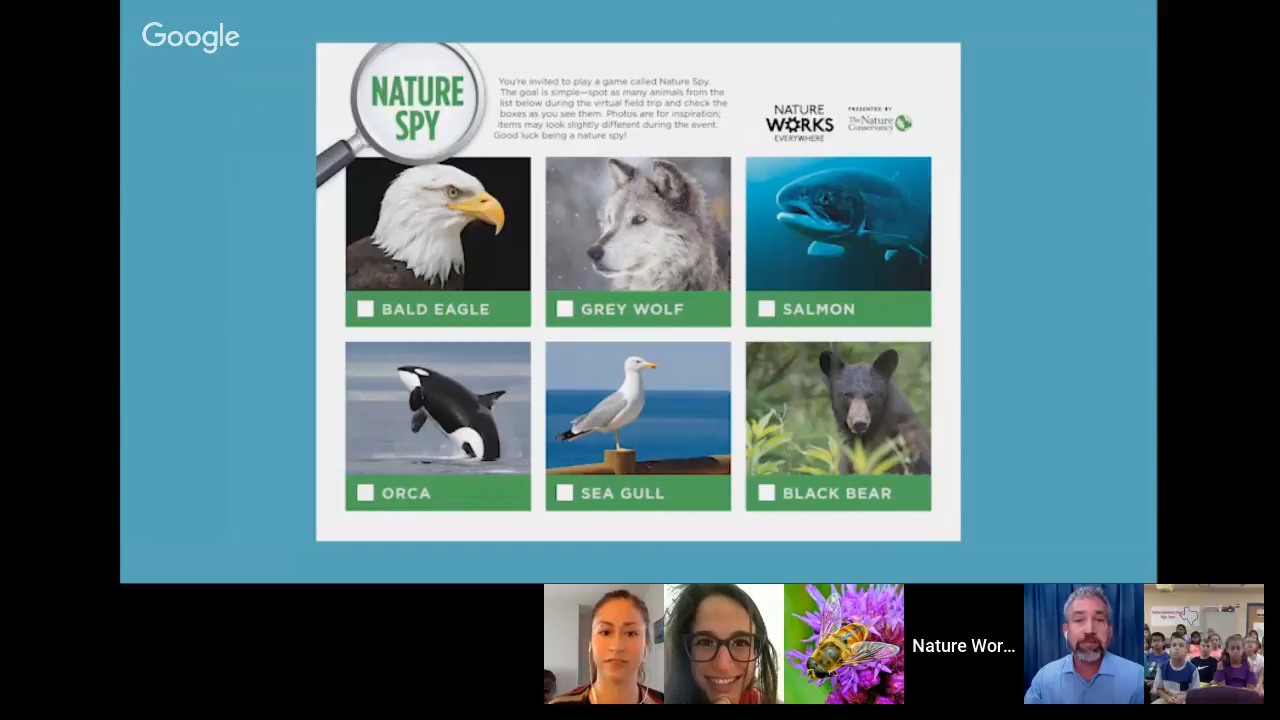 Google
NATURE
SPY
You're invited to play a game called Nature Spy.
The goal is simple—spot as many animals from the
list below during the virtual field trip and check the
boxes as you see them. Photos are for inspiration;
items may look slightly different during the event.
Good luck being a nature spy!
NATURE
WORKS
EVERYWHERE
PRESENTED BY
The Nature
Conservancy
BALD EAGLE
GREY WOLF
SALMON
ORCA
SEA GULL
BLACK BEAR
Nature Wor...